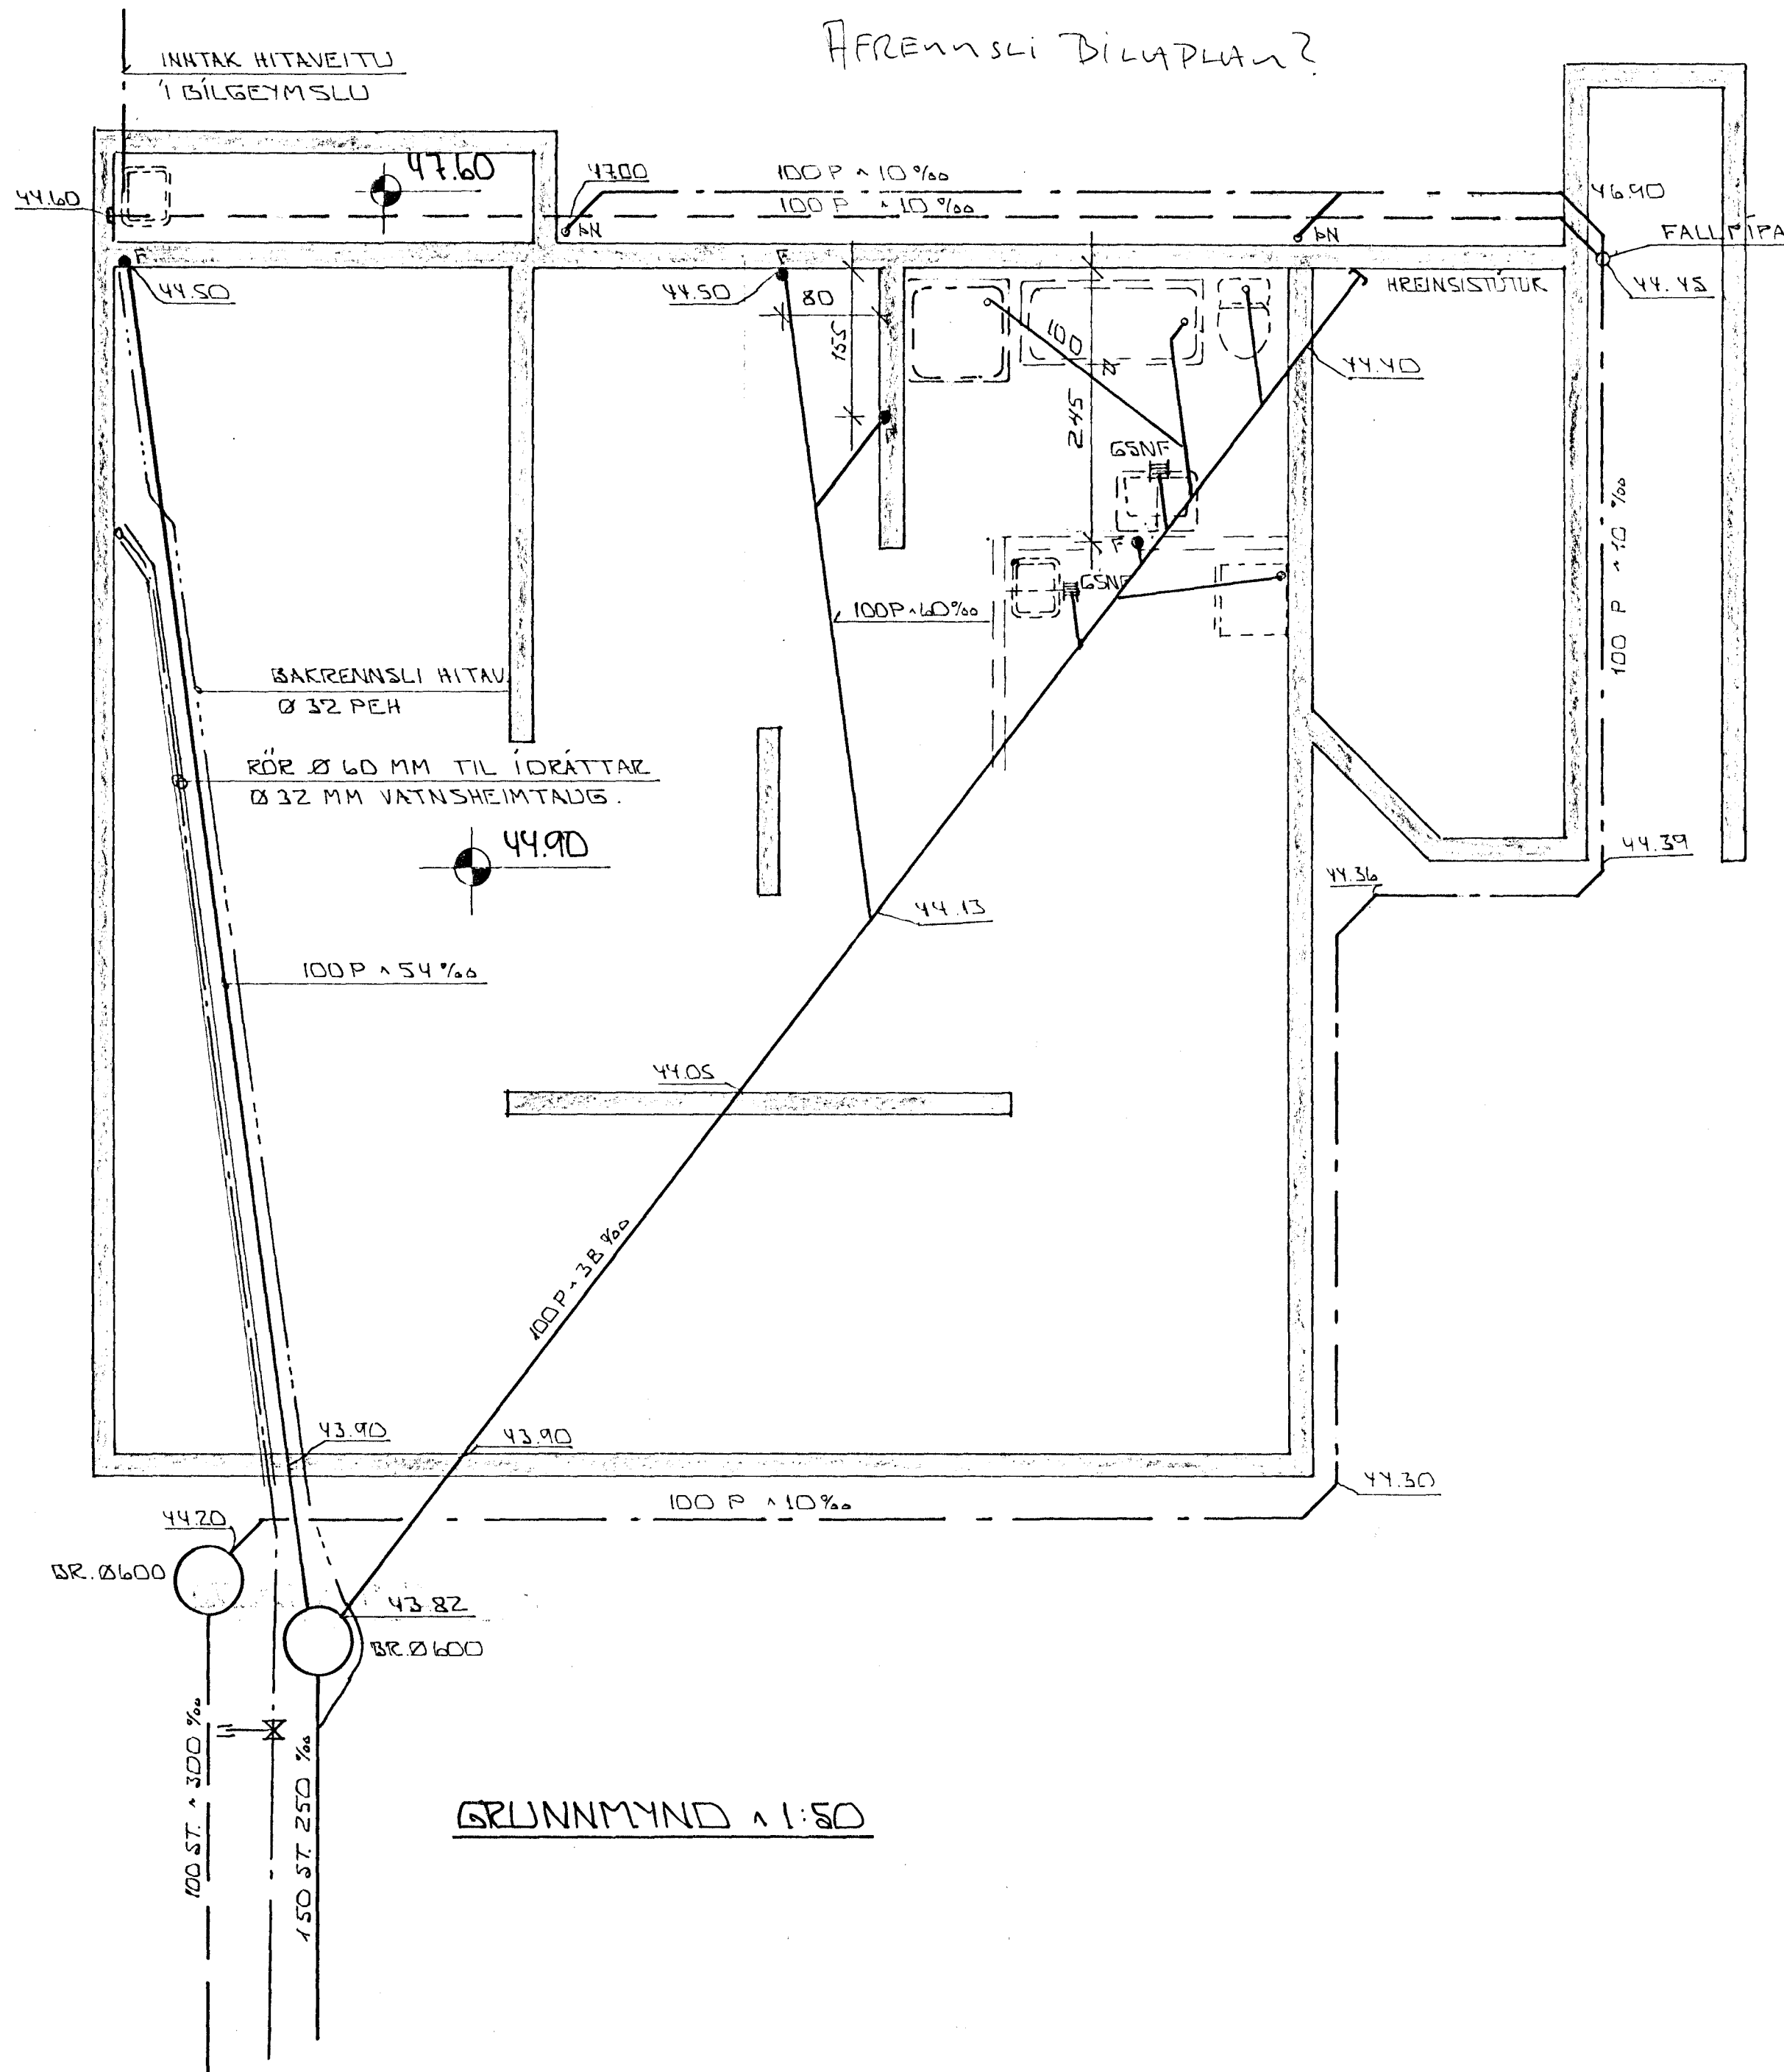 AFRENNSLI BÍLAPLAN?
INNTAK HITAVEITU
Í BÍLGEYMSLU
47.60
44.60
47.00
100 P ^ 10 ‰
100 P ^ 10 ‰
46.90
ÞN
ÞN
FALLPÍPA
F
44.50
F
44.50
80
155
100
245
HREINSISTÚTUR
44.45
44.40
GSNF
F
GSNF
100 P ^ 10 ‰
100P ^ 60‰
BAKRENNSLI HITAV.
Ø 32 PEH
RÖR Ø 60 MM TIL ÍDRÁTTAR
Ø 32 MM VATNSHEIMTAUG.
44.90
44.39
44.36
44.13
100 P ^ 54 ‰
44.05
100 P ^ 38 ‰
43.90
43.90
44.30
100 P ^ 10‰
44.20
BR. Ø600
43.82
BR. Ø600
100 ST. ^ 300 ‰
150 ST. 250 ‰
GRUNNMYND ^ 1:50